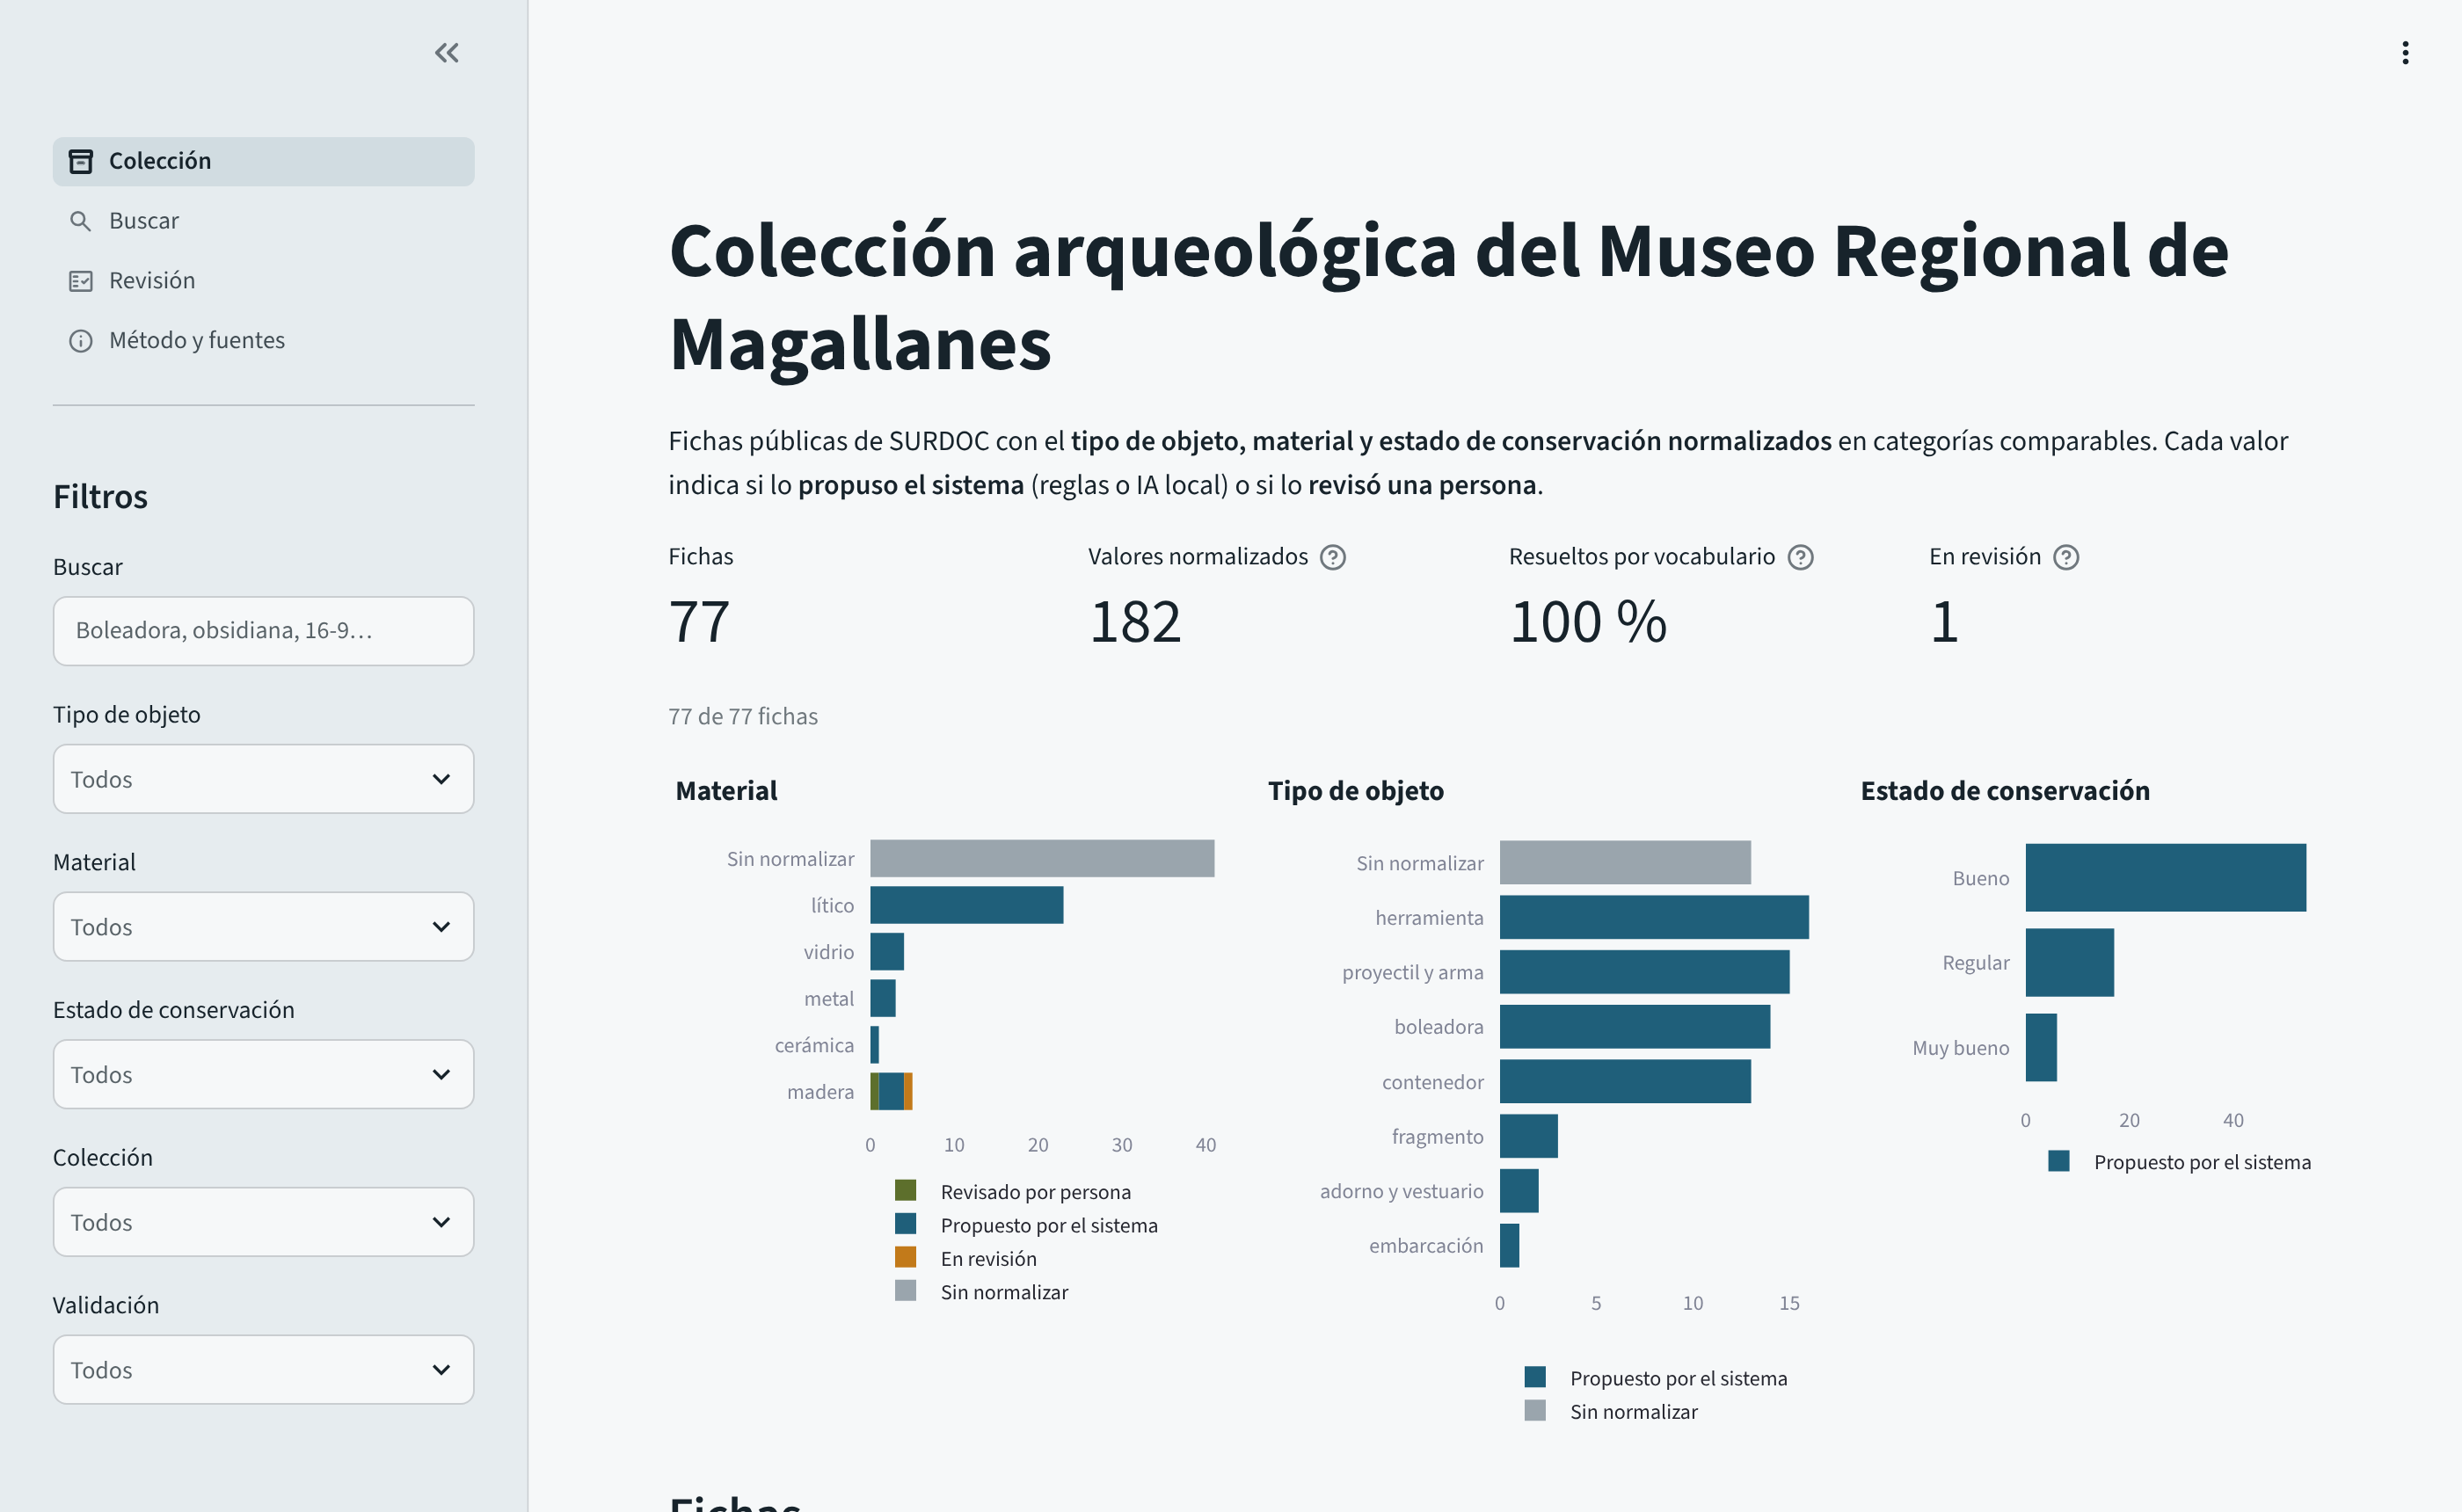 Colección
Buscar
Revisión
Método y fuentes
Filtros
Buscar
Boleadora, obsidiana, 16-9…
Tipo de objeto
Todos
Material
Todos
Estado de conservación
Todos
Colección
Todos
Validación
Todos
Colección arqueológica del Museo Regional de
Magallanes
Fichas públicas de SURDOC con el tipo de objeto, material y estado de conservación normalizados en categorías comparables. Cada valor
indica si lo propuso el sistema (reglas o IA local) o si lo revisó una persona.
Fichas
77
Valores normalizados
182
Resueltos por vocabulario
100 %
En revisión
1
77 de 77 fichas
Material
Sin normalizar
lítico
vidrio
metal
cerámica
madera
0 10 20 30 40
Revisado por persona
Propuesto por el sistema
En revisión
Sin normalizar
Tipo de objeto
Sin normalizar
herramienta
proyectil y arma
boleadora
contenedor
fragmento
adorno y vestuario
embarcación
0 5 10 15
Propuesto por el sistema
Sin normalizar
Estado de conservación
Bueno
Regular
Muy bueno
0 20 40
Propuesto por el sistema
Fichas